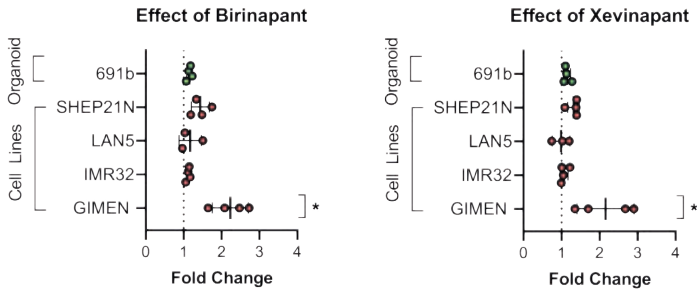 Effect of Birinapant
Organoid
Cell Lines
691b
SHEP21N
LAN5
IMR32
GIMEN
*
0 1 2 3 4
Fold Change
Effect of Xevinapant
Organoid
Cell Lines
691b
SHEP21N
LAN5
IMR32
GIMEN
*
0 1 2 3 4
Fold Change